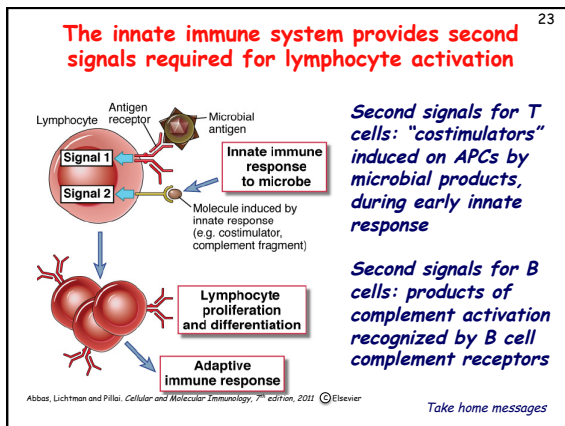 23
The innate immune system provides second
signals required for lymphocyte activation
Lymphocyte
Antigen
receptor
Microbial
antigen
Signal 1
Signal 2
Innate immune
response
to microbe
Molecule induced by
innate response
(e.g. costimulator,
complement fragment)
Lymphocyte
proliferation
and differentiation
Adaptive
immune response
Second signals for T
cells: “costimulators”
induced on APCs by
microbial products,
during early innate
response
Second signals for B
cells: products of
complement activation
recognized by B cell
complement receptors
Abbas, Lichtman and Pillai. Cellular and Molecular Immunology, 7th edition, 2011 © Elsevier
Take home messages